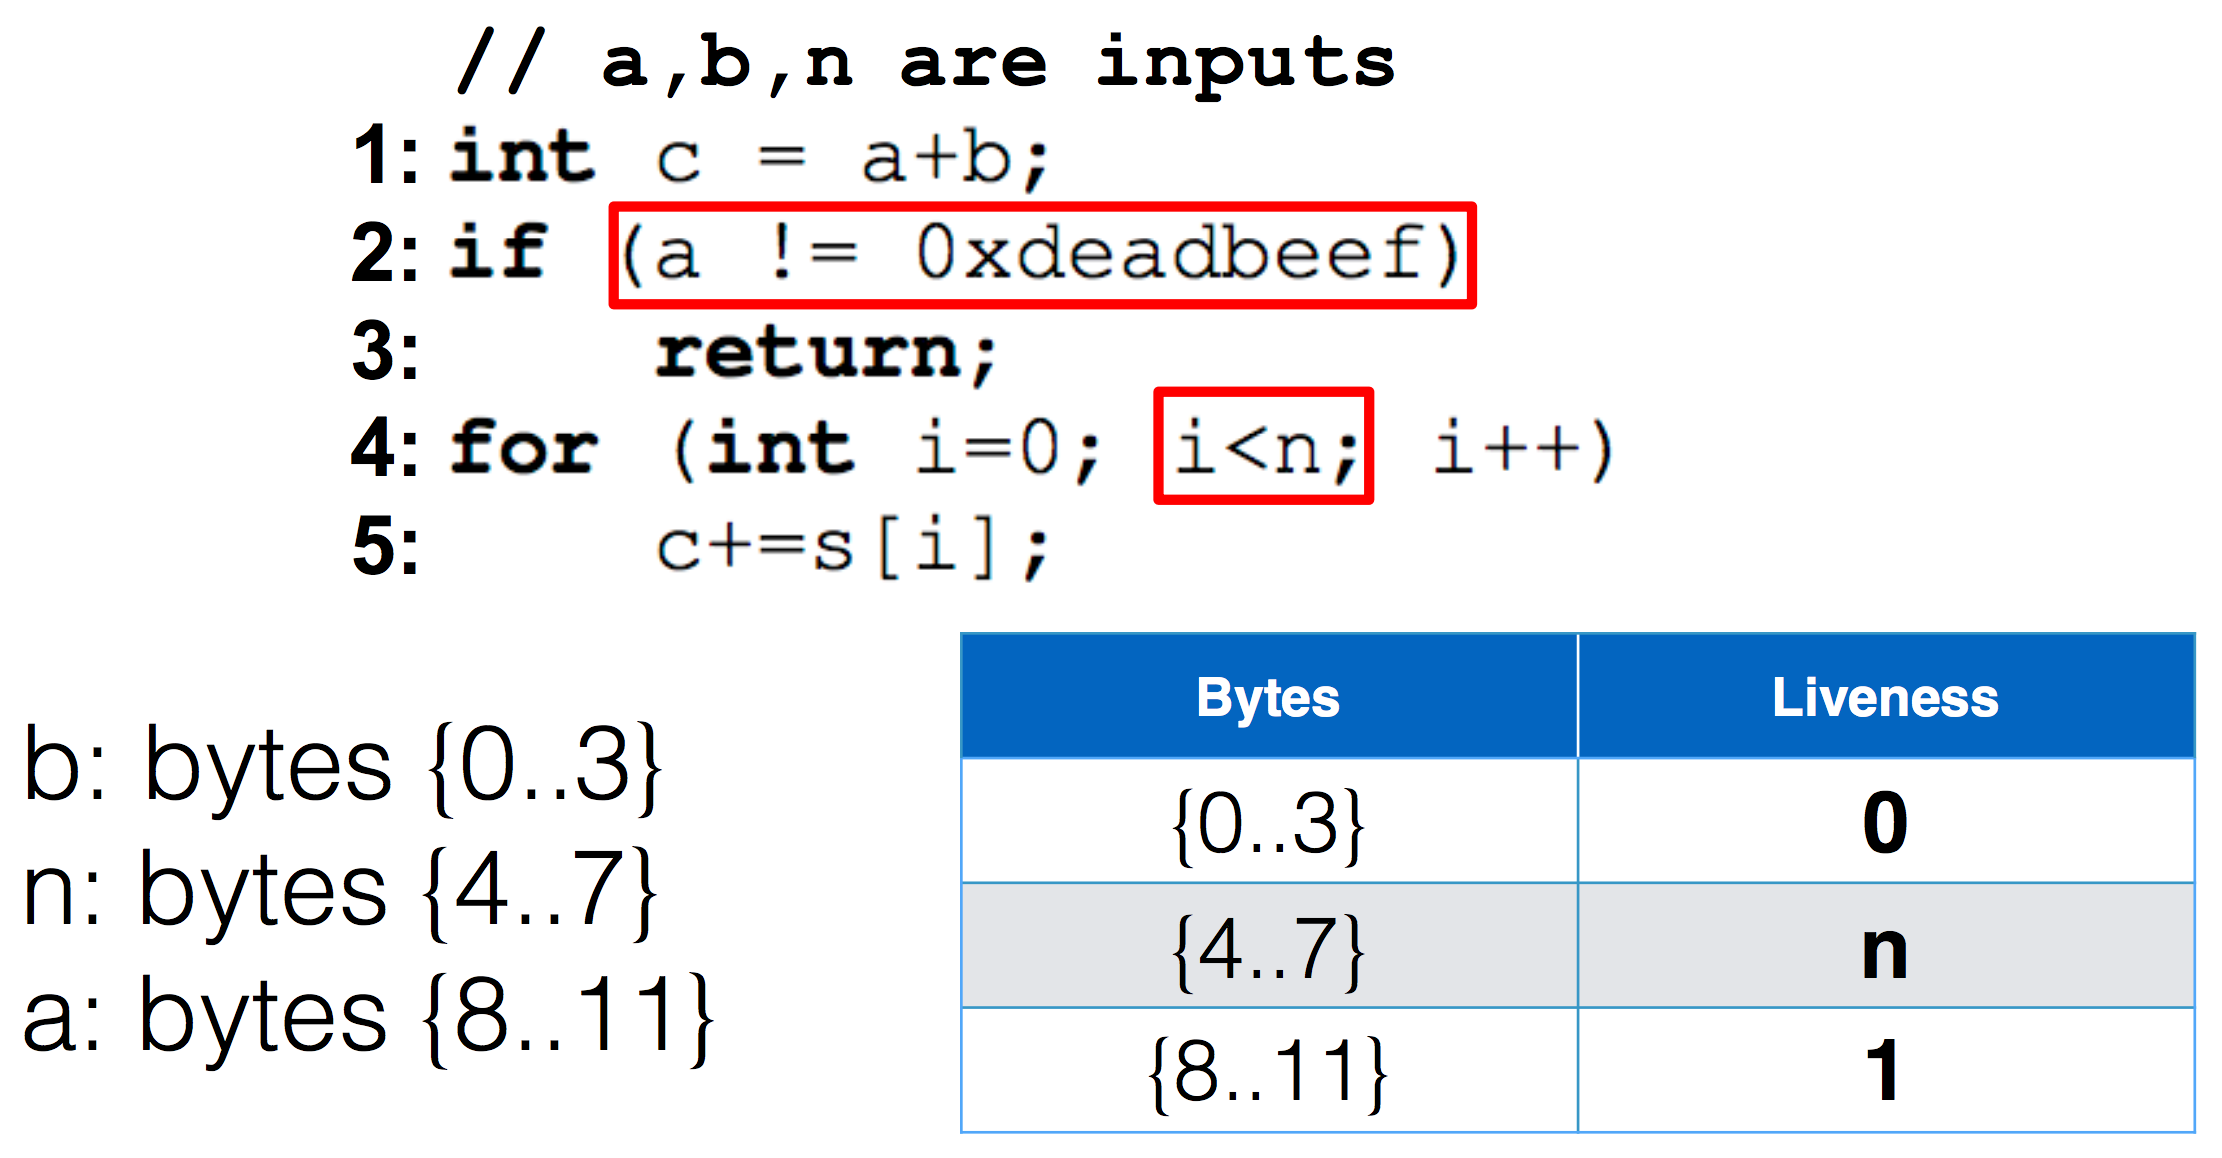 // a,b,n are inputs
1: int c = a+b;
2: if (a != 0xdeadbeef)
3: return;
4: for (int i=0; i<n; i++)
5: c+=s[i];
b: bytes {0..3}
n: bytes {4..7}
a: bytes {8..11}
Bytes Liveness
{0..3} 0
{4..7} n
{8..11} 1